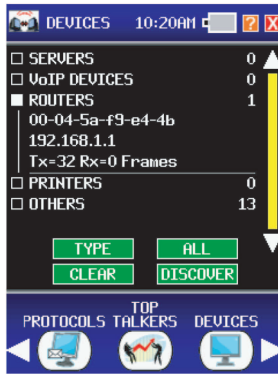 DEVICES 10:20AM ? X
SERVERS 0
VoIP DEVICES 0
ROUTERS 1
00-04-5a-f9-e4-4b
192.168.1.1
Tx=32 Rx=0 Frames
PRINTERS 0
OTHERS 13
TYPE ALL
CLEAR DISCOVER
PROTOCOLS TOP TALKERS DEVICES